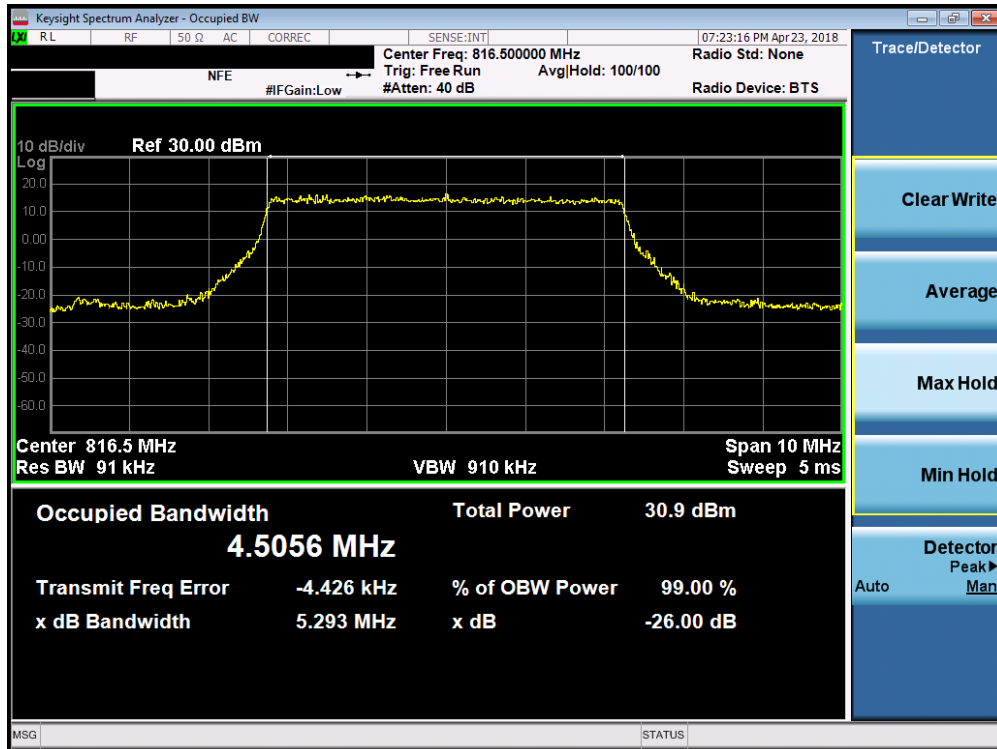 Keysight Spectrum Analyzer - Occupied BW
LXI RL RF 50 Ω AC CORREC SENSE:INT 07:23:16 PM Apr 23, 2018
Center Freq: 816.500000 MHz Radio Std: None
NFE Trig: Free Run Avg|Hold: 100/100
#IFGain:Low #Atten: 40 dB Radio Device: BTS
10 dB/div Ref 30.00 dBm
Log
20.0
10.0
0.00
-10.0
-20.0
-30.0
-40.0
-50.0
-60.0
Center 816.5 MHz Span 10 MHz
Res BW 91 kHz VBW 910 kHz Sweep 5 ms
Occupied Bandwidth Total Power 30.9 dBm
4.5056 MHz
Transmit Freq Error -4.426 kHz % of OBW Power 99.00 %
x dB Bandwidth 5.293 MHz x dB -26.00 dB
MSG STATUS
Trace/Detector
Clear Write
Average
Max Hold
Min Hold
Detector
Peak▶
Auto Man